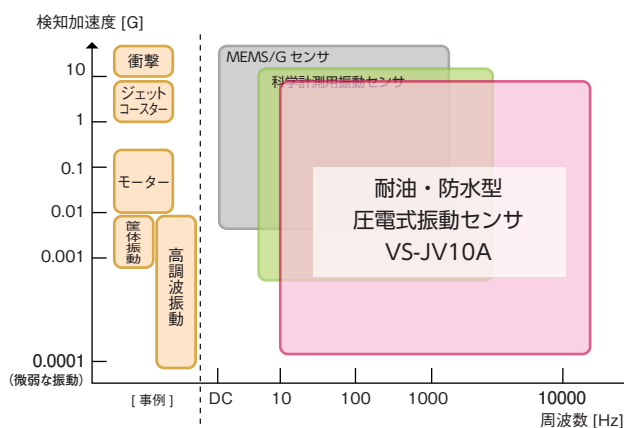 検知加速度 [G]
10
1
0.1
0.01
0.001
0.0001
(微弱な振動)
衝撃
ジェット
コースター
モーター
筐体振動
高調波振動
[ 事例 ]
MEMS/G センサ
科学計測用振動センサ
耐油・防水型
圧電式振動センサ
VS-JV10A
DC
10
100
1000
10000
周波数 [Hz]